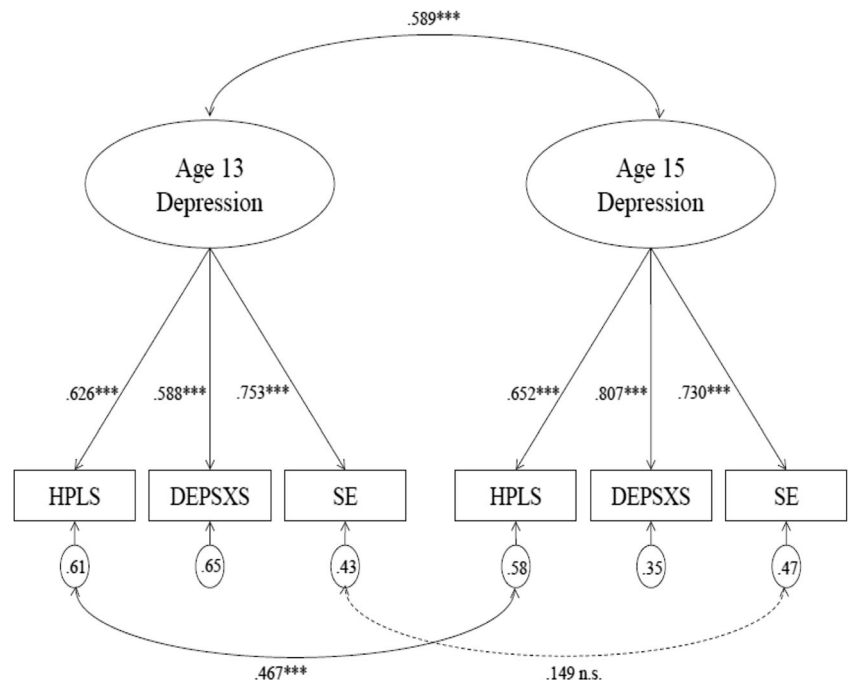 .589***
Age 13
Depression
Age 15
Depression
.626***
.588***
.753***
.652***
.807***
.730***
HPLS
DEPSXS
SE
HPLS
DEPSXS
SE
.61
.65
.43
.58
.35
.47
.467***
.149 n.s.